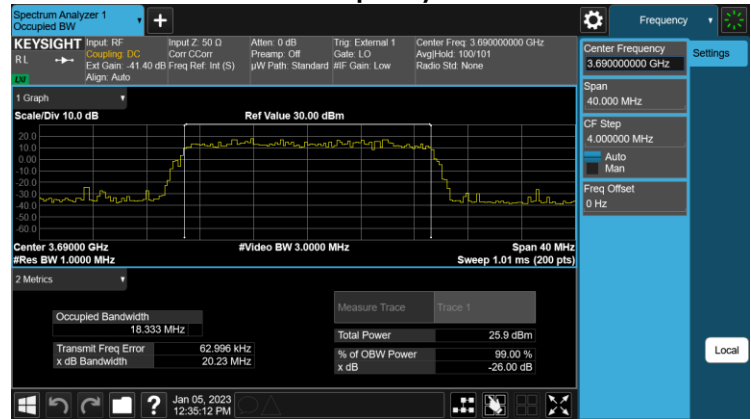 Spectrum Analyzer 1
Occupied BW
Frequency
KEYSIGHT
RL
LXI
Input: RF
Coupling: DC
Ext Gain: -41.40 dB
Align: Auto
Input Z: 50 Ω
Corr CCorr
Freq Ref: Int (S)
Atten: 0 dB
Preamp: Off
µW Path: Standard
Trig: External 1
Gate: LO
#IF Gain: Low
Center Freq: 3.690000000 GHz
Avg|Hold: 100/101
Radio Std: None
1 Graph
Scale/Div 10.0 dB
Ref Value 30.00 dBm
20.0
10.0
0.00
-10.0
-20.0
-30.0
-40.0
-50.0
-60.0
Center 3.69000 GHz
#Video BW 3.0000 MHz
Span 40 MHz
#Res BW 1.0000 MHz
Sweep 1.01 ms (200 pts)
2 Metrics
Occupied Bandwidth
18.333 MHz
Transmit Freq Error 62.996 kHz
x dB Bandwidth 20.23 MHz
Measure Trace Trace 1
Total Power 25.9 dBm
% of OBW Power 99.00 %
x dB -26.00 dB
Center Frequency
3.690000000 GHz
Settings
Span
40.000 MHz
CF Step
4.000000 MHz
Auto
Man
Freq Offset
0 Hz
Local
Jan 05, 2023
12:35:12 PM